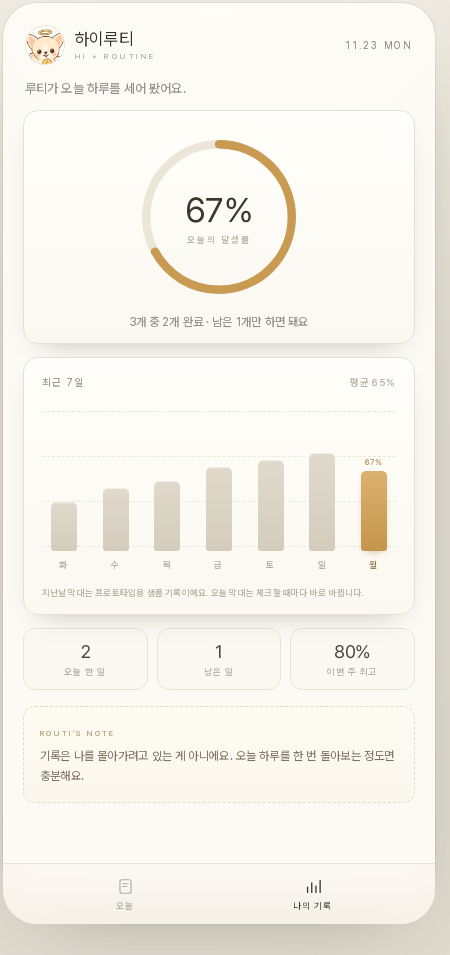 하이루티
HI + ROUTINE
11.23 MON
루티가 오늘 하루를 세어 봤어요.
67%
오늘의 달성률
3개 중 2개 완료 · 남은 1개만 하면 돼요
최근 7일
평균 65%
67%
화 수 목 금 토 일 월
지난날 막대는 프로토타입용 샘플 기록이에요. 오늘 막대는 체크할 때마다 바로 바뀝니다.
2
오늘 한 일
1
남은 일
80%
이번 주 최고
ROUTI'S NOTE
기록은 나를 몰아가려고 있는 게 아니에요. 오늘 하루를 한 번 돌아보는 정도면
충분해요.
오늘
나의 기록